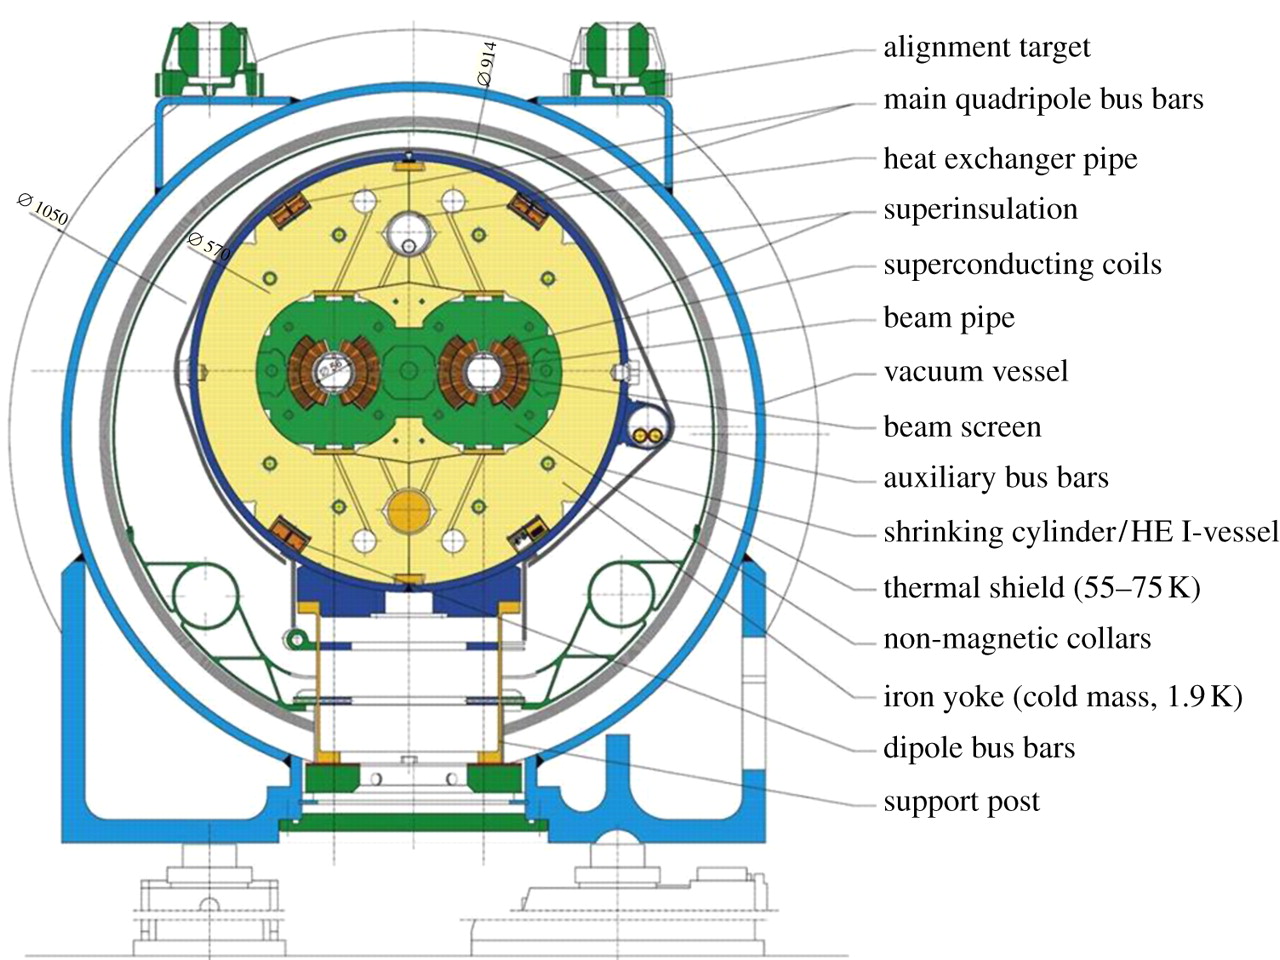 alignment target
main quadripole bus bars
heat exchanger pipe
superinsulation
superconducting coils
beam pipe
vacuum vessel
beam screen
auxiliary bus bars
shrinking cylinder/HE I-vessel
thermal shield (55–75 K)
non-magnetic collars
iron yoke (cold mass, 1.9 K)
dipole bus bars
support post
∅ 914
∅ 1050
∅ 570
∅ 56